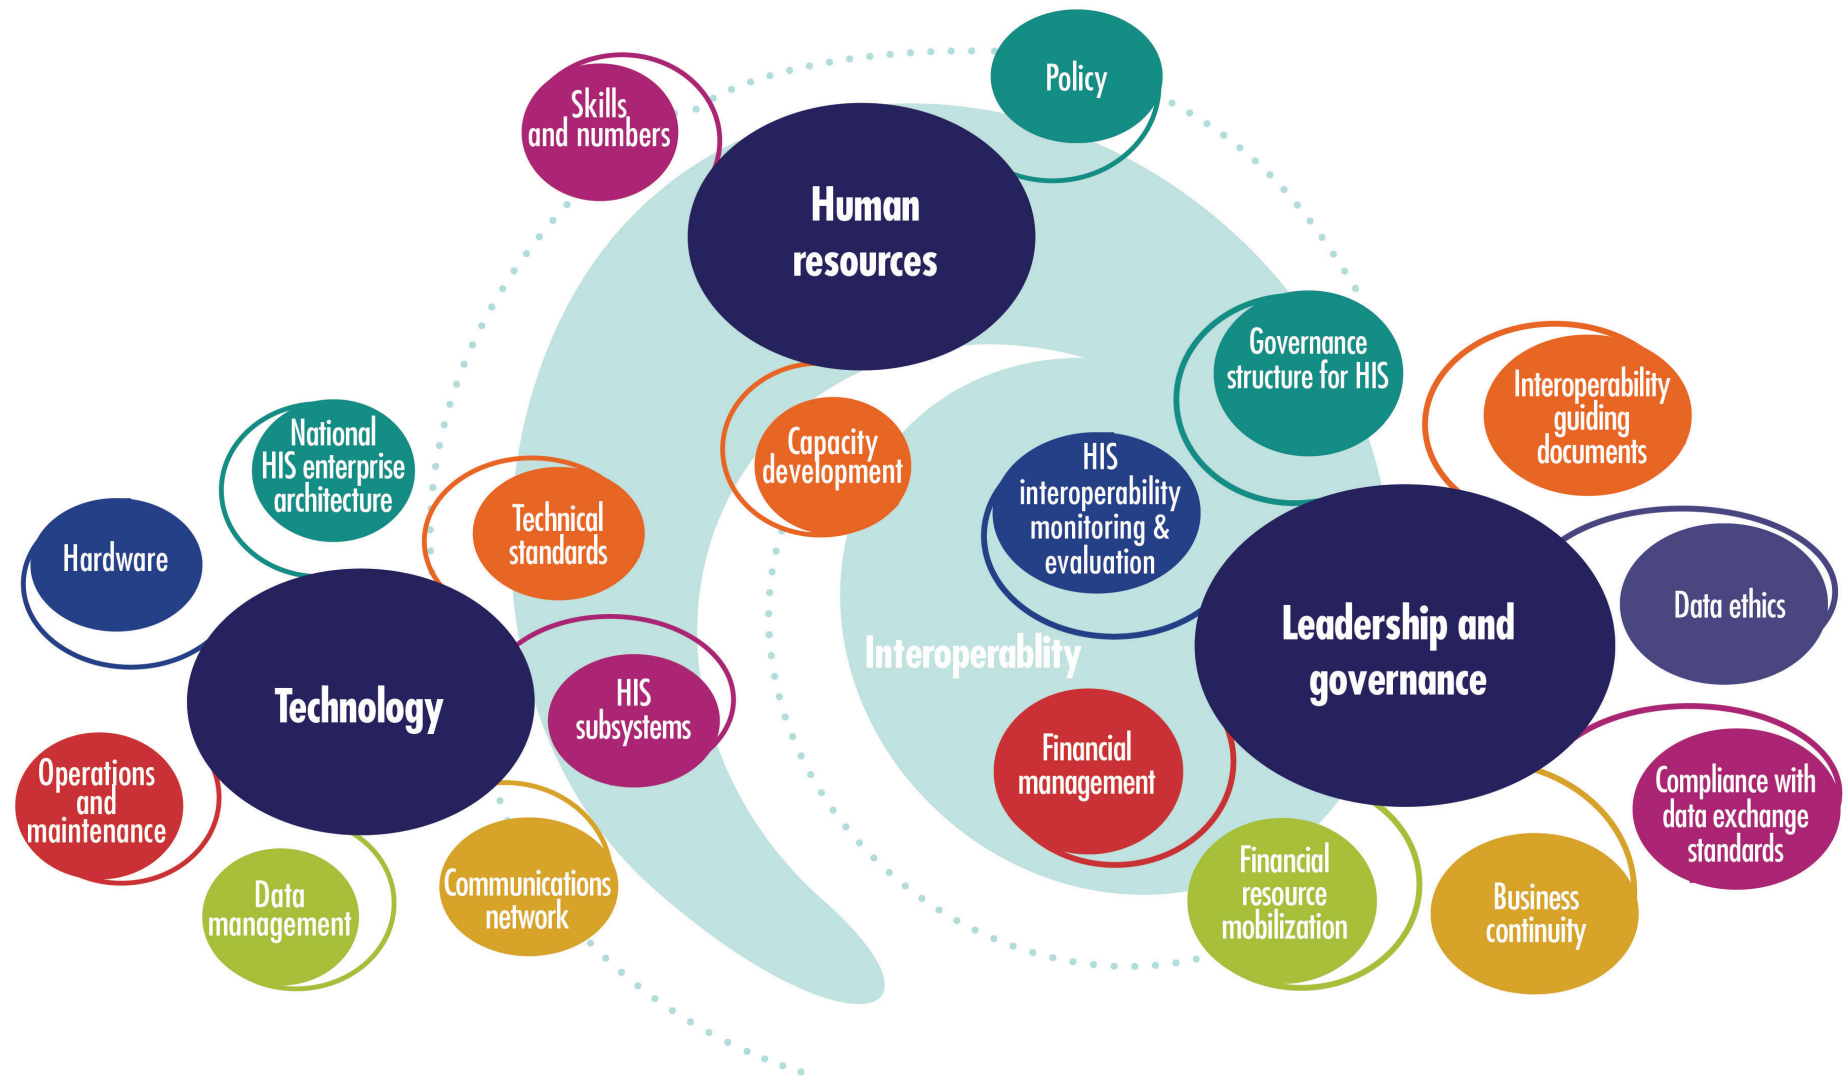 Policy
Skills
and numbers
Human
resources
Governance
structure for HIS
Interoperability
guiding
documents
National
HIS enterprise
architecture
Capacity
development
HIS
interoperability
monitoring &
evaluation
Technical
standards
Hardware
Data ethics
Leadership and
governance
Interoperablity
Technology
HIS
subsystems
Financial
management
Operations
and
maintenance
Compliance with
data exchange
standards
Financial
resource
mobilization
Business
continuity
Communications
network
Data
management